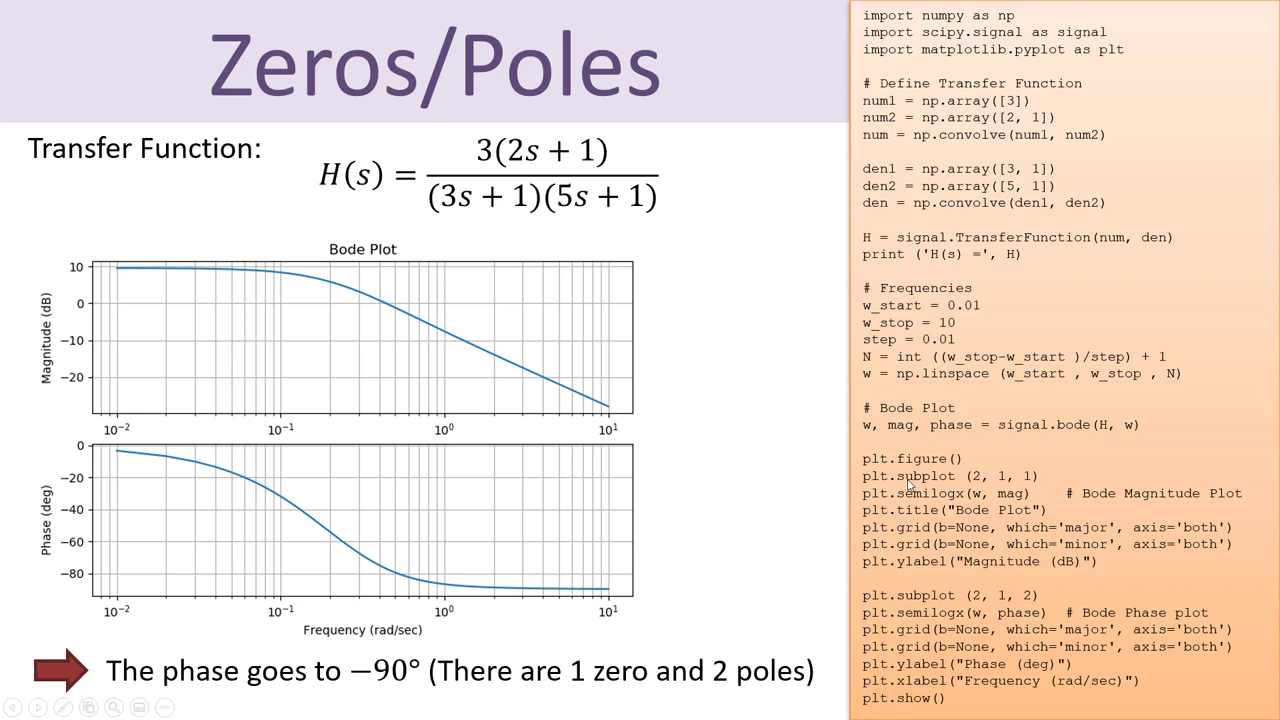 Zeros/Poles
Transfer Function:
H(s) = 3(2s + 1) / (3s + 1)(5s + 1)
Bode Plot
Magnitude (dB)
10
0
−10
−20
10⁻² 10⁻¹ 10⁰ 10¹
Phase (deg)
0
−20
−40
−60
−80
10⁻² 10⁻¹ 10⁰ 10¹
Frequency (rad/sec)
The phase goes to −90° (There are 1 zero and 2 poles)
import numpy as np
import scipy.signal as signal
import matplotlib.pyplot as plt
# Define Transfer Function
num1 = np.array([3])
num2 = np.array([2, 1])
num = np.convolve(num1, num2)
den1 = np.array([3, 1])
den2 = np.array([5, 1])
den = np.convolve(den1, den2)
H = signal.TransferFunction(num, den)
print ('H(s) =', H)
# Frequencies
w_start = 0.01
w_stop = 10
step = 0.01
N = int ((w_stop-w_start )/step) + 1
w = np.linspace (w_start , w_stop , N)
# Bode Plot
w, mag, phase = signal.bode(H, w)
plt.figure()
plt.subplot (2, 1, 1)
plt.semilogx(w, mag)    # Bode Magnitude Plot
plt.title("Bode Plot")
plt.grid(b=None, which='major', axis='both')
plt.grid(b=None, which='minor', axis='both')
plt.ylabel("Magnitude (dB)")
plt.subplot (2, 1, 2)
plt.semilogx(w, phase)  # Bode Phase plot
plt.grid(b=None, which='major', axis='both')
plt.grid(b=None, which='minor', axis='both')
plt.ylabel("Phase (deg)")
plt.xlabel("Frequency (rad/sec)")
plt.show()